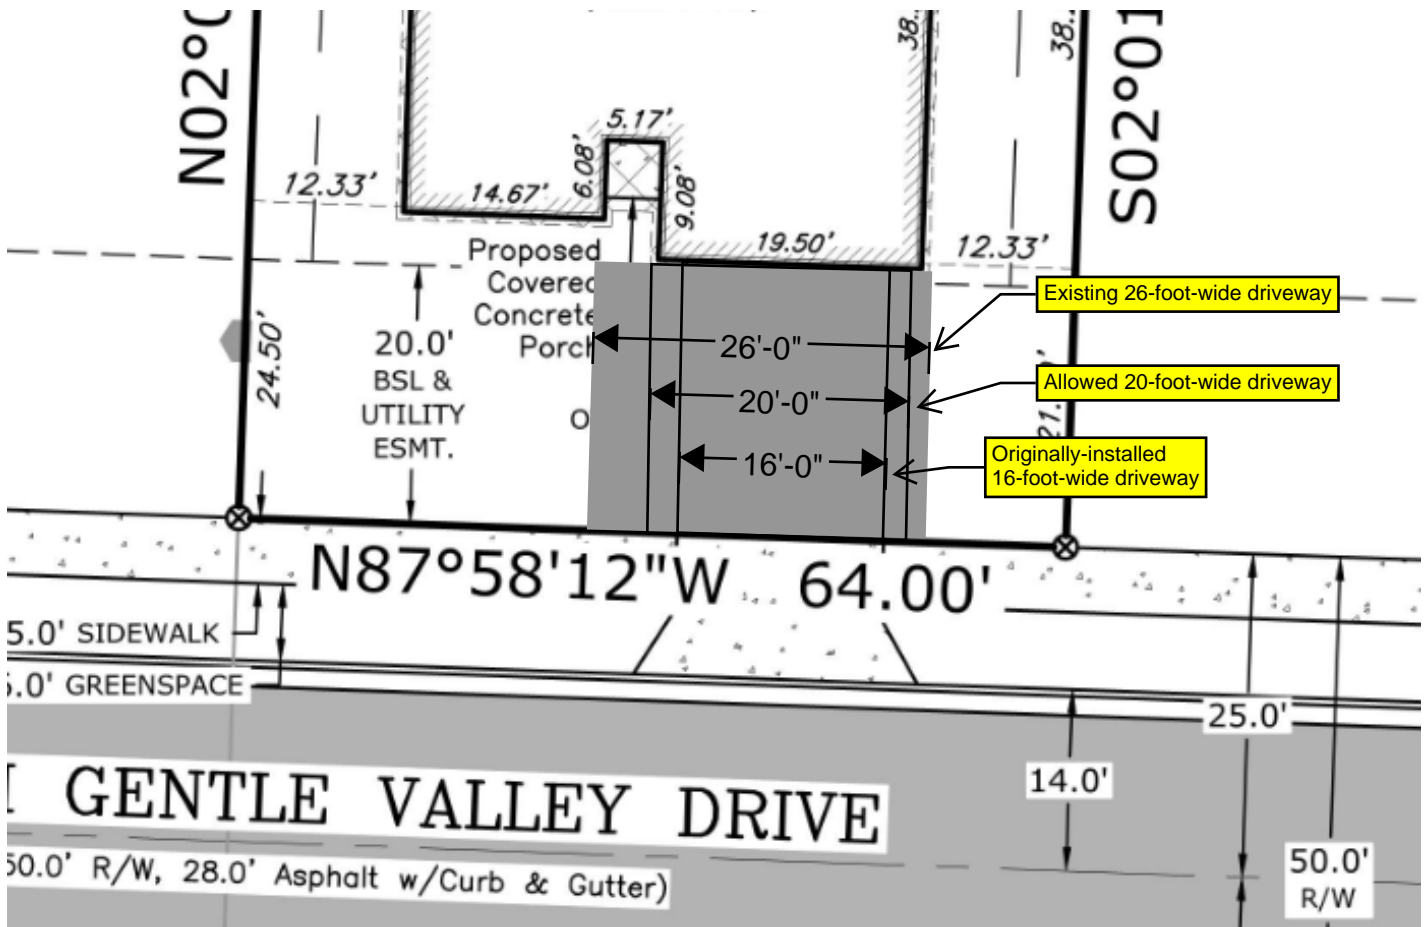 N02°0
S02°01
38.
38.
5.17'
6.08'
9.08'
12.33'
14.67'
19.50'
12.33'
Proposed
Covered
Concrete
Porch
O
20.0'
BSL &
UTILITY
ESMT.
24.50'
21.
26'-0"
20'-0"
16'-0"
Existing 26-foot-wide driveway
Allowed 20-foot-wide driveway
Originally-installed
16-foot-wide driveway
N87°58'12"W 64.00'
5.0' SIDEWALK
.0' GREENSPACE
25.0'
14.0'
50.0'
R/W
GENTLE VALLEY DRIVE
50.0' R/W, 28.0' Asphalt w/Curb & Gutter)